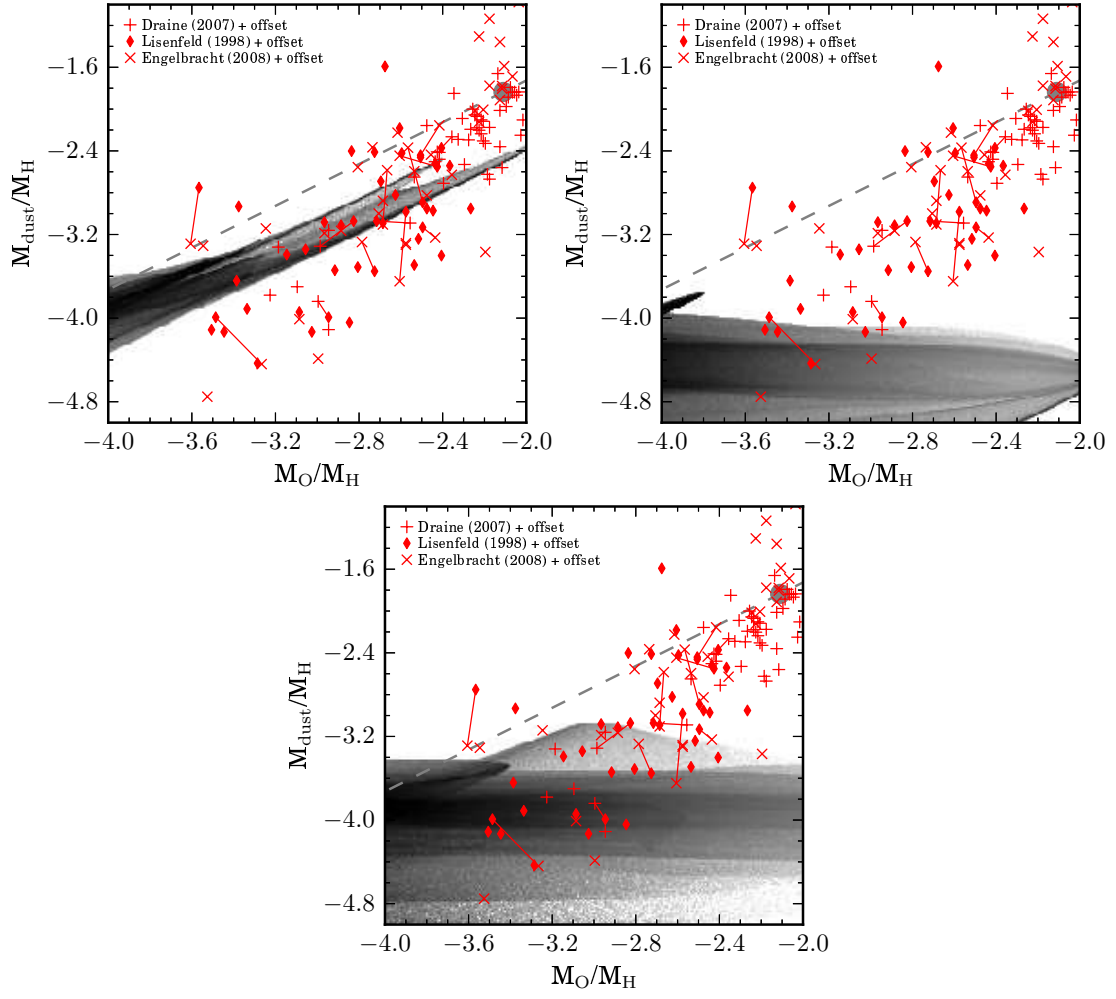 Draine (2007) + offset
Lisenfeld (1998) + offset
Engelbracht (2008) + offset
−1.6
−2.4
−3.2
−4.0
−4.8
M_dust/M_H
−4.0 −3.6 −3.2 −2.8 −2.4 −2.0
M_O/M_H
Draine (2007) + offset
Lisenfeld (1998) + offset
Engelbracht (2008) + offset
−1.6
−2.4
−3.2
−4.0
−4.8
M_dust/M_H
−4.0 −3.6 −3.2 −2.8 −2.4 −2.0
M_O/M_H
Draine (2007) + offset
Lisenfeld (1998) + offset
Engelbracht (2008) + offset
−1.6
−2.4
−3.2
−4.0
−4.8
M_dust/M_H
−4.0 −3.6 −3.2 −2.8 −2.4 −2.0
M_O/M_H